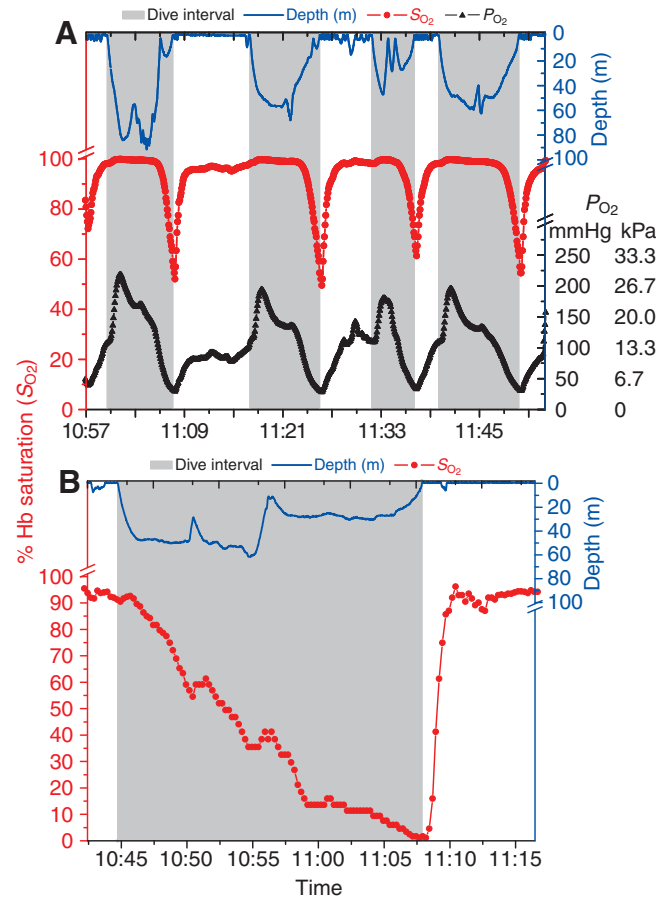 Dive interval Depth (m) SO2 PO2
A
0
20
40
60
80
100
Depth (m)
100
80
60
40
20
0
PO2
mmHg kPa
250 33.3
200 26.7
150 20.0
100 13.3
50 6.7
0 0
10:57 11:09 11:21 11:33 11:45
% Hb saturation (SO2)
Dive interval Depth (m) SO2
B
0
20
40
60
80
100
Depth (m)
100
90
80
70
60
50
40
30
20
10
0
10:45 10:50 10:55 11:00 11:05 11:10 11:15
Time